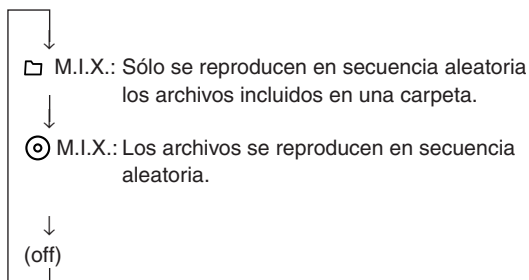 M.I.X.: Sólo se reproducen en secuencia aleatoria
los archivos incluidos en una carpeta.
M.I.X.: Los archivos se reproducen en secuencia
aleatoria.
(off)